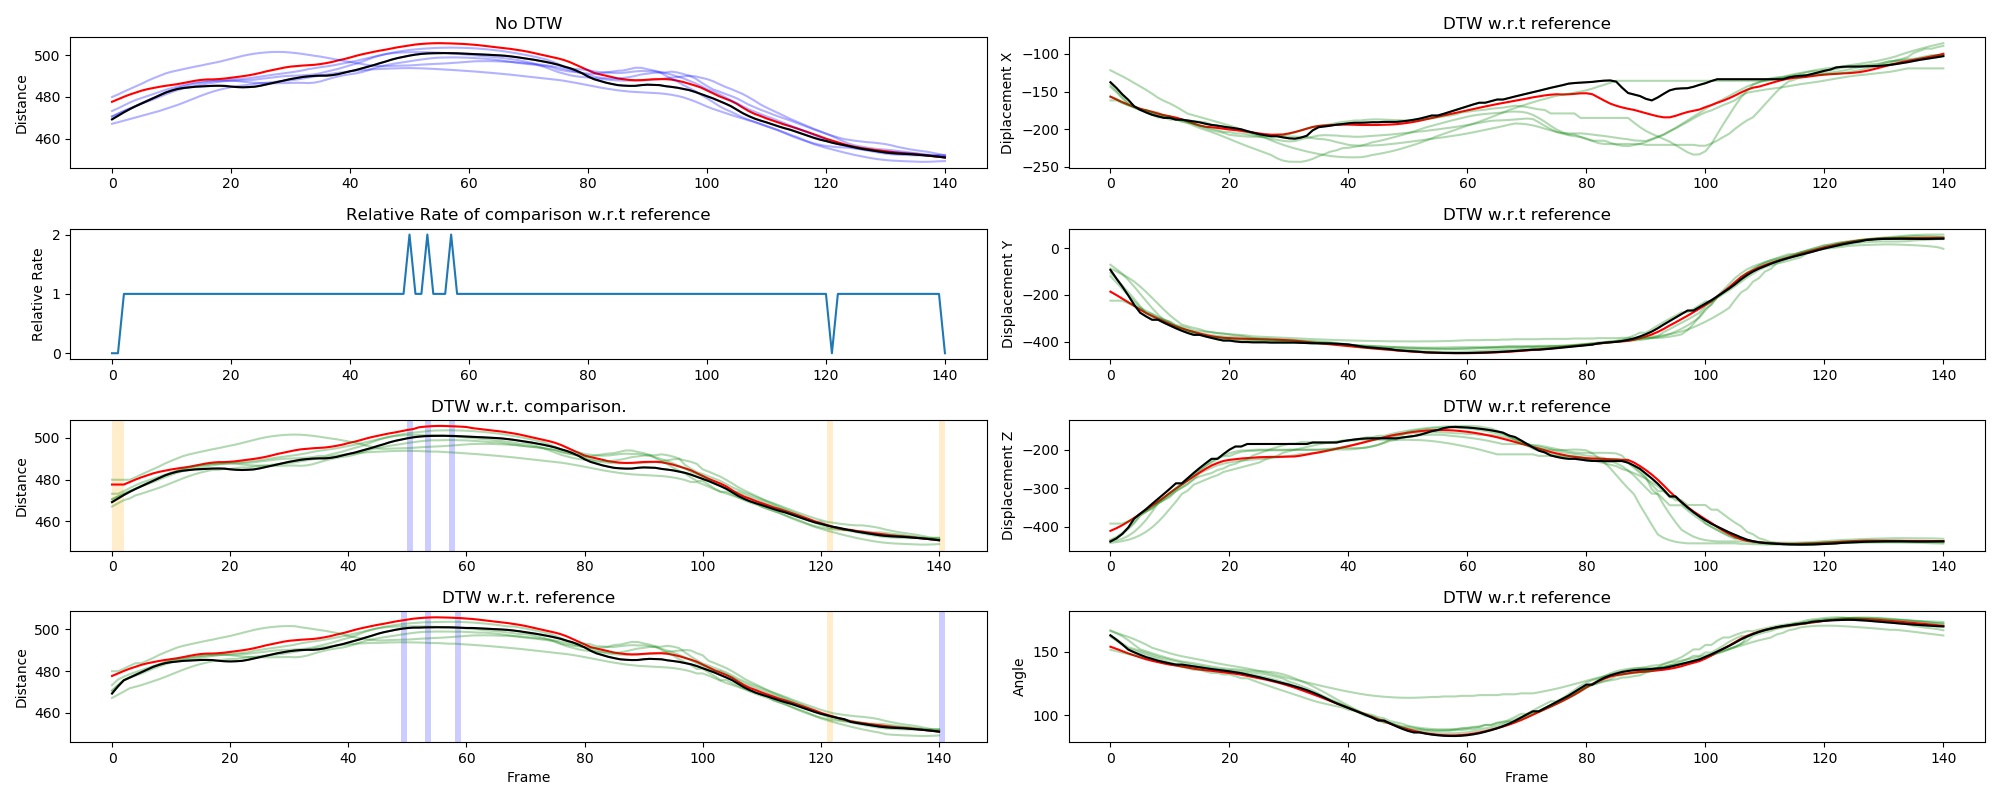 No DTW
Distance
500
480
460
0 20 40 60 80 100 120 140
Relative Rate of comparison w.r.t reference
Relative Rate
2
1
0
0 20 40 60 80 100 120 140
DTW w.r.t. comparison.
Distance
500
480
460
0 20 40 60 80 100 120 140
DTW w.r.t. reference
Distance
500
480
460
0 20 40 60 80 100 120 140
Frame
DTW w.r.t reference
Diplacement X
−100
−150
−200
−250
0 20 40 60 80 100 120 140
DTW w.r.t reference
Displacement Y
0
−200
−400
0 20 40 60 80 100 120 140
DTW w.r.t reference
Displacement Z
−200
−300
−400
0 20 40 60 80 100 120 140
DTW w.r.t reference
Angle
150
100
0 20 40 60 80 100 120 140
Frame